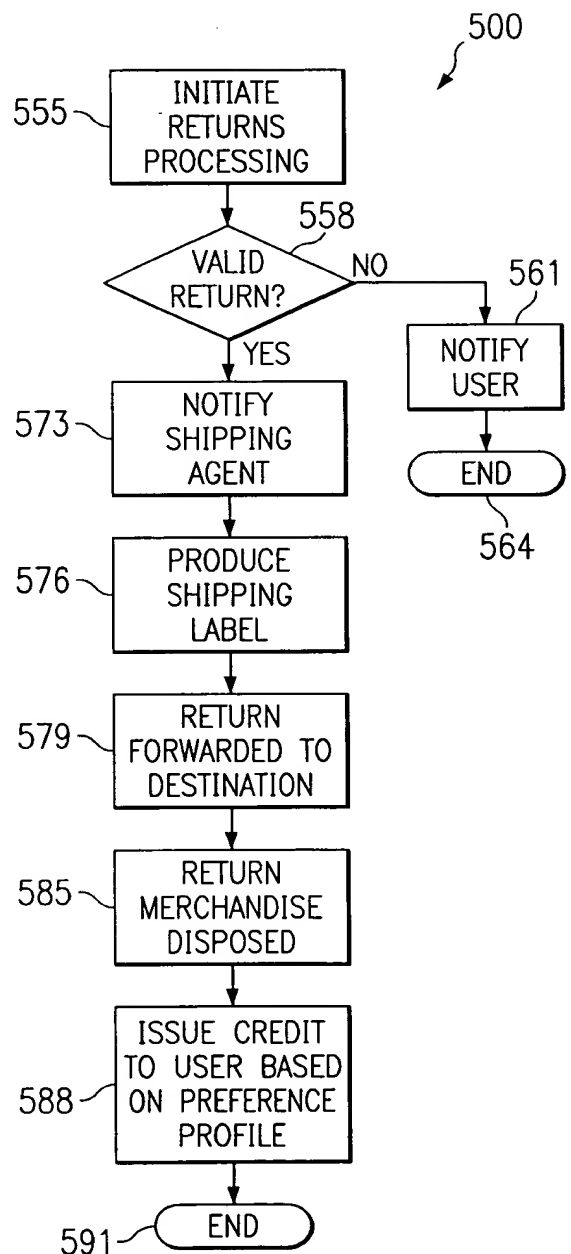 500
555
INITIATE
RETURNS
PROCESSING
558
VALID
RETURN?
NO
561
NOTIFY
USER
YES
END
564
573
NOTIFY
SHIPPING
AGENT
576
PRODUCE
SHIPPING
LABEL
579
RETURN
FORWARDED TO
DESTINATION
585
RETURN
MERCHANDISE
DISPOSED
588
ISSUE CREDIT
TO USER BASED
ON PREFERENCE
PROFILE
591
END